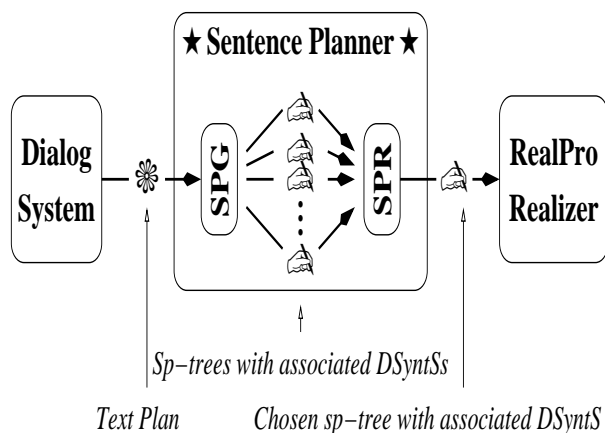 ★ Sentence Planner ★
Dialog
System
SPG
SPR
RealPro
Realizer
Sp-trees with associated DSyntSs
Text Plan
Chosen sp-tree with associated DSyntS